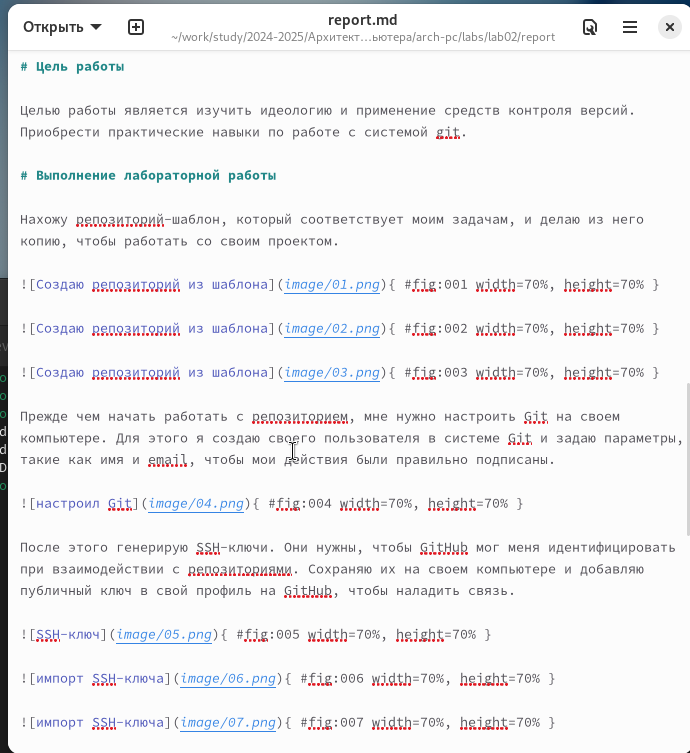 Открыть
report.md
~/work/study/2024-2025/Архитект…ьютера/arch-pc/labs/lab02/report
# Цель работы
Целью работы является изучить идеологию и применение средств контроля версий.
Приобрести практические навыки по работе с системой git.
# Выполнение лабораторной работы
Нахожу репозиторий-шаблон, который соответствует моим задачам, и делаю из него
копию, чтобы работать со своим проектом.
![Создаю репозиторий из шаблона](image/01.png){ #fig:001 width=70%, height=70% }
![Создаю репозиторий из шаблона](image/02.png){ #fig:002 width=70%, height=70% }
![Создаю репозиторий из шаблона](image/03.png){ #fig:003 width=70%, height=70% }
Прежде чем начать работать с репозиторием, мне нужно настроить Git на своем
компьютере. Для этого я создаю своего пользователя в системе Git и задаю параметры,
такие как имя и email, чтобы мои действия были правильно подписаны.
![настроил Git](image/04.png){ #fig:004 width=70%, height=70% }
После этого генерирую SSH-ключи. Они нужны, чтобы GitHub мог меня идентифицировать
при взаимодействии с репозиториями. Сохраняю их на своем компьютере и добавляю
публичный ключ в свой профиль на GitHub, чтобы наладить связь.
![SSH-ключ](image/05.png){ #fig:005 width=70%, height=70% }
![импорт SSH-ключа](image/06.png){ #fig:006 width=70%, height=70% }
![импорт SSH-ключа](image/07.png){ #fig:007 width=70%, height=70% }